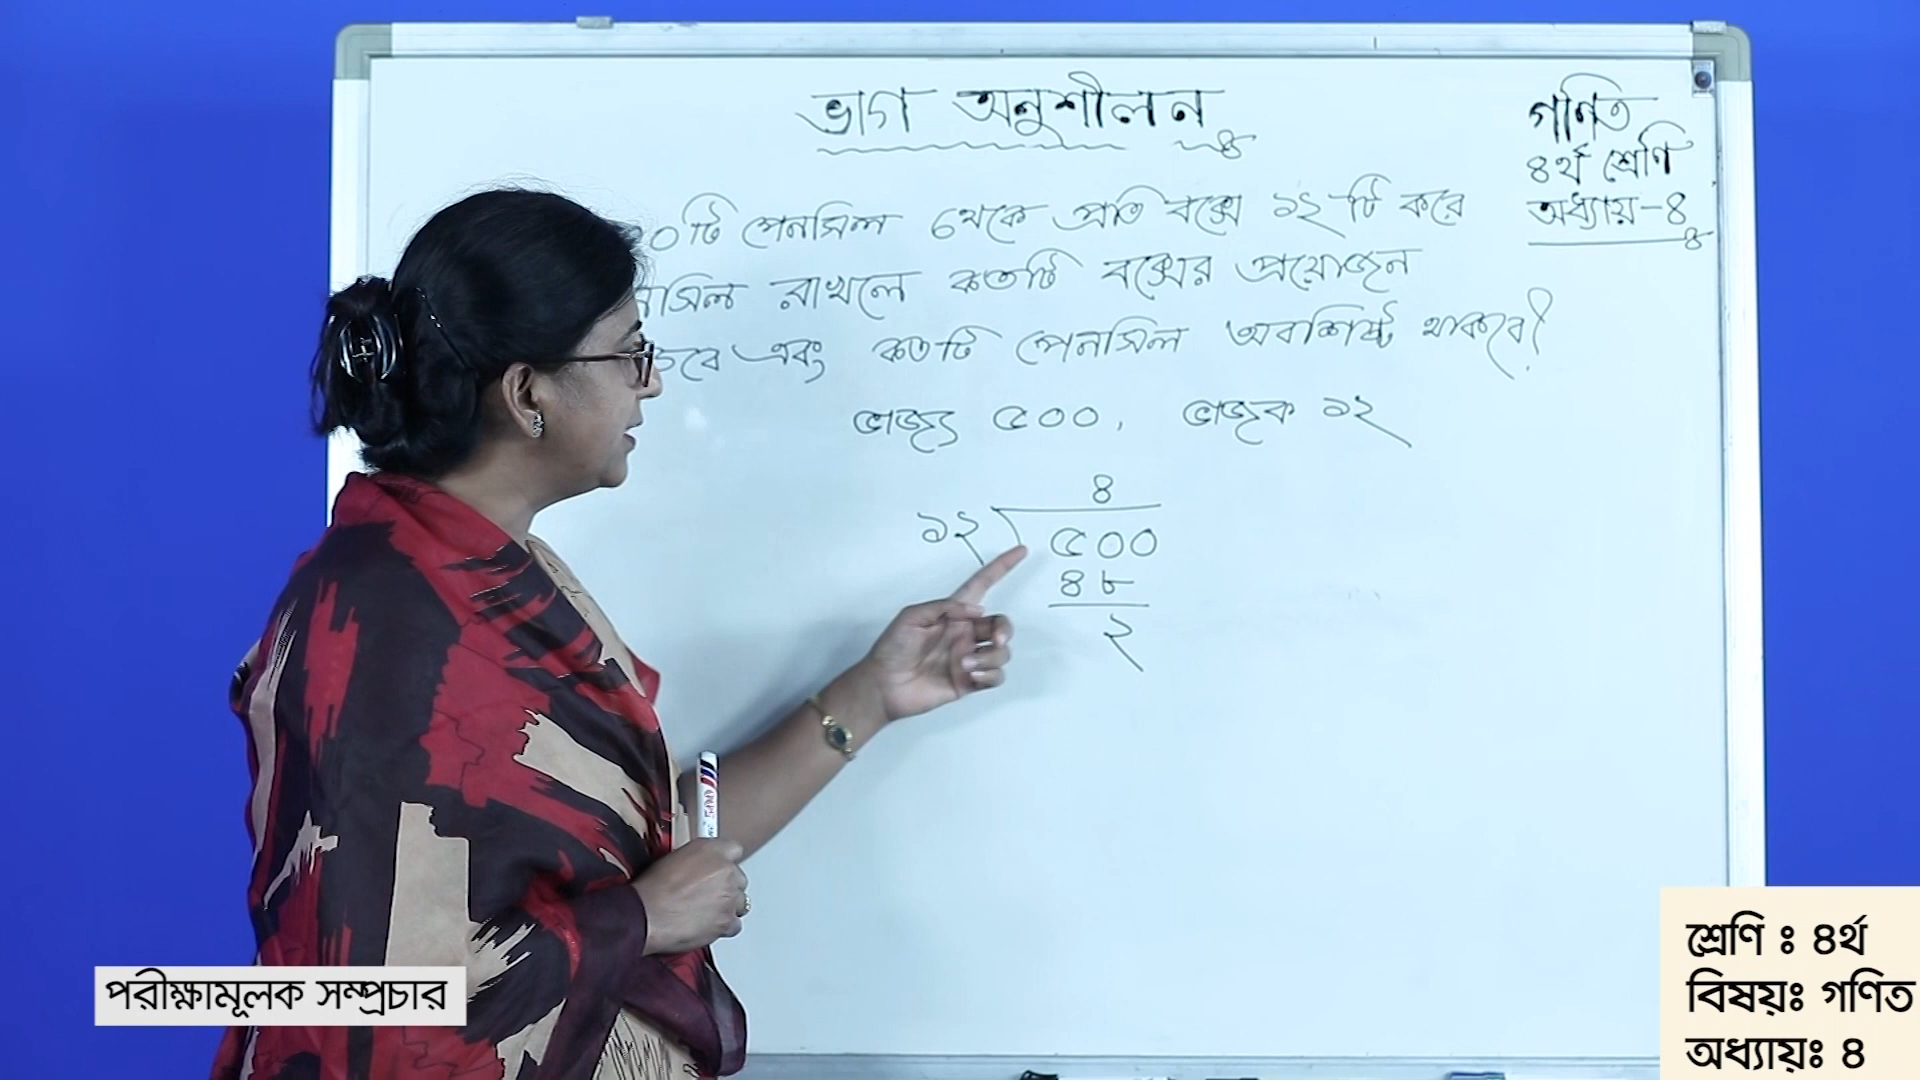 ভাগ অনুশীলন
গণিত
৪র্থ শ্রেণি
অধ্যায়-৪
০টি পেনসিল থেকে প্রতি বক্সে ১২ টি করে
সিল রাখলে কতটি বক্সের প্রয়োজন
বে এবং কতটি পেনসিল অবশিষ্ট থাকবে?
ভাজ্য ৫০০, ভাজক ১২
৪
১২ ৫০০
৪৮
২
পরীক্ষামূলক সম্প্রচার
শ্রেণি ঃ ৪র্থ
বিষয়ঃ গণিত
অধ্যায়ঃ ৪